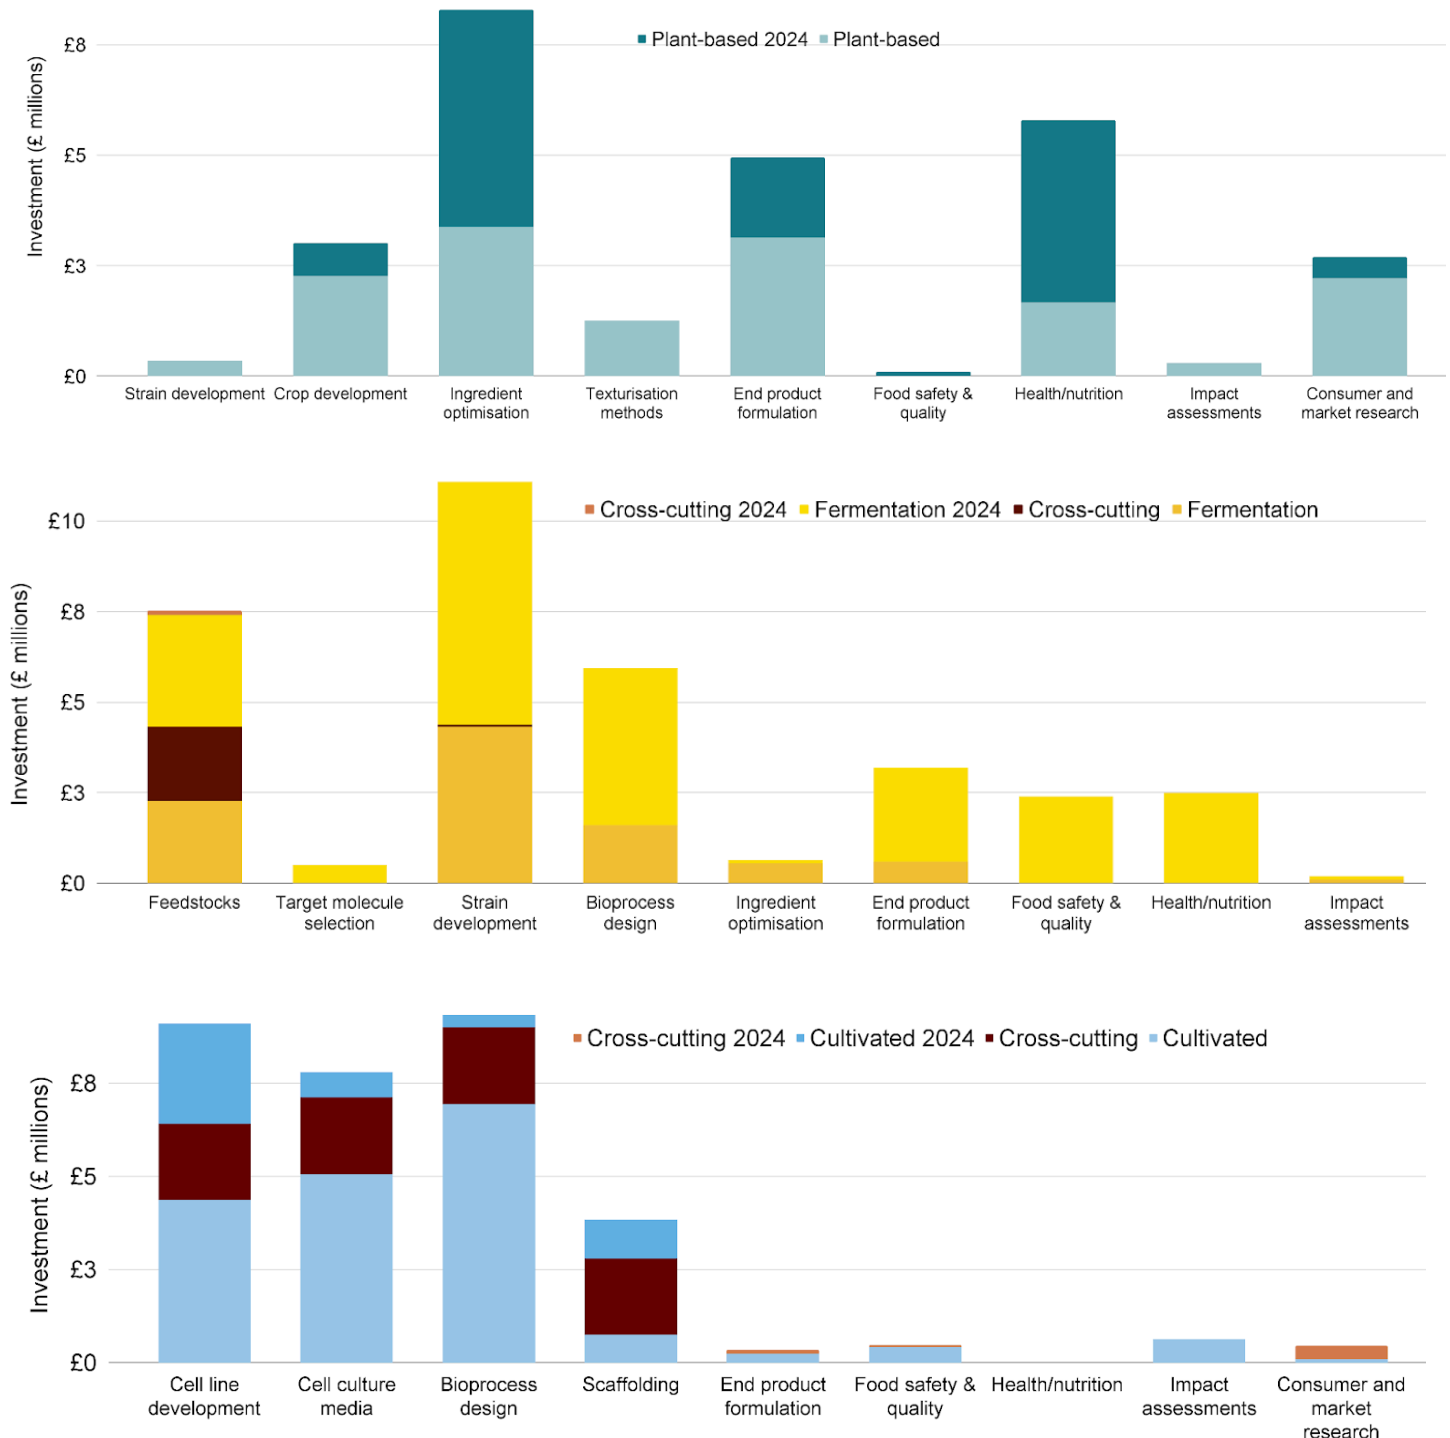 Plant-based 2024 Plant-based
Investment (£ millions)
£8
£5
£3
£0
Strain development Crop development Ingredient Texturisation End product Food safety & Health/nutrition Impact Consumer and
optimisation methods formulation quality assessments market research
Cross-cutting 2024 Fermentation 2024 Cross-cutting Fermentation
Investment (£ millions)
£10
£8
£5
£3
£0
Feedstocks Target molecule Strain Bioprocess Ingredient End product Food safety & Health/nutrition Impact
selection development design optimisation formulation quality assessments
Cross-cutting 2024 Cultivated 2024 Cross-cutting Cultivated
Investment (£ millions)
£8
£5
£3
£0
Cell line Cell culture Bioprocess Scaffolding End product Food safety & Health/nutrition Impact Consumer and
development media design formulation quality assessments market
research